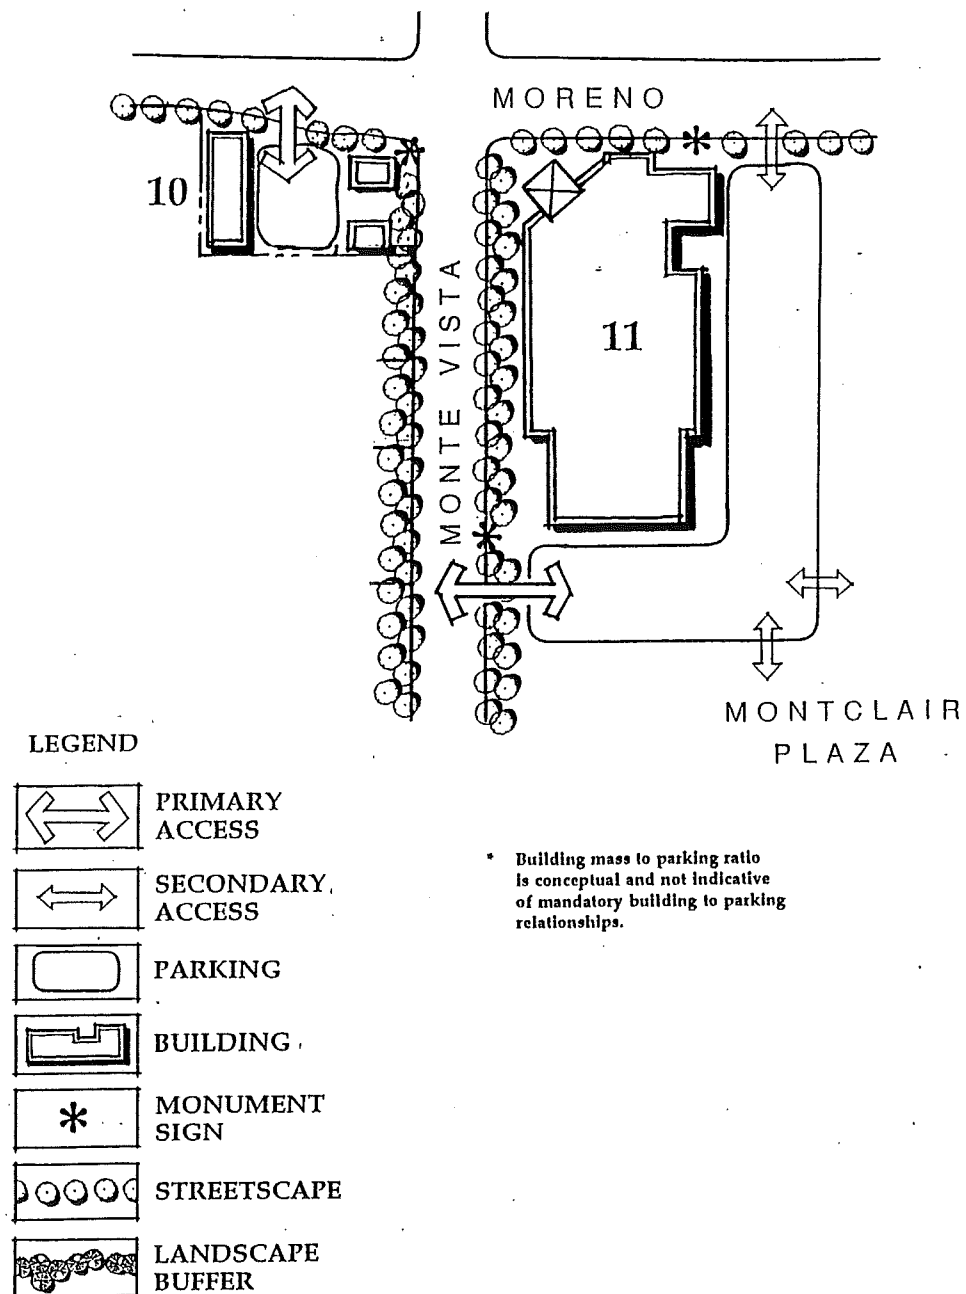 MORENO
10
MONTE VISTA
11
MONTCLAIR
PLAZA
LEGEND
PRIMARY
ACCESS
SECONDARY
ACCESS
PARKING
BUILDING
MONUMENT
SIGN
STREETSCAPE
LANDSCAPE
BUFFER
* Building mass to parking ratio
is conceptual and not indicative
of mandatory building to parking
relationships.